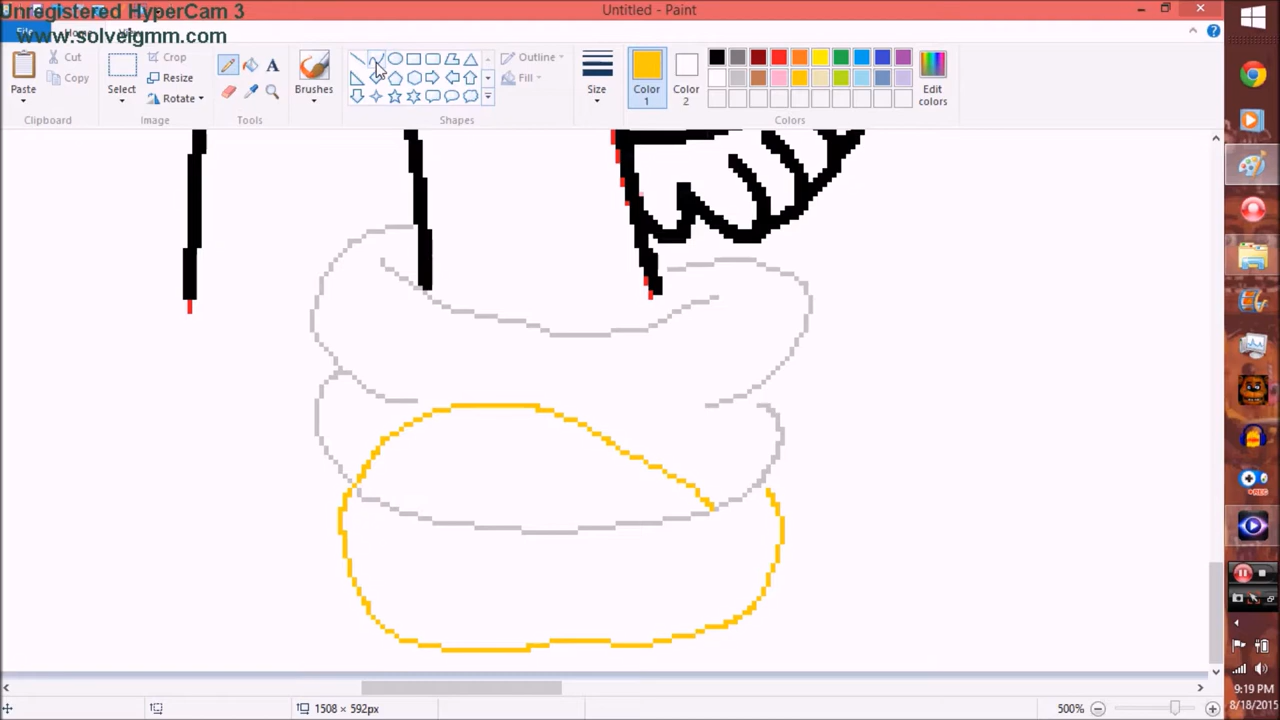 Unregistered HyperCam 3
Untitled - Paint
www.solveigmm.com
File
Paste
Cut
Copy
Clipboard
Select
Crop
Resize
Rotate
Image
A
Tools
Brushes
Outline
Fill
Shapes
Size
Color 1
Color 2
Edit colors
Colors
+REC
1508 × 592px
500%
9:19 PM
8/18/2015